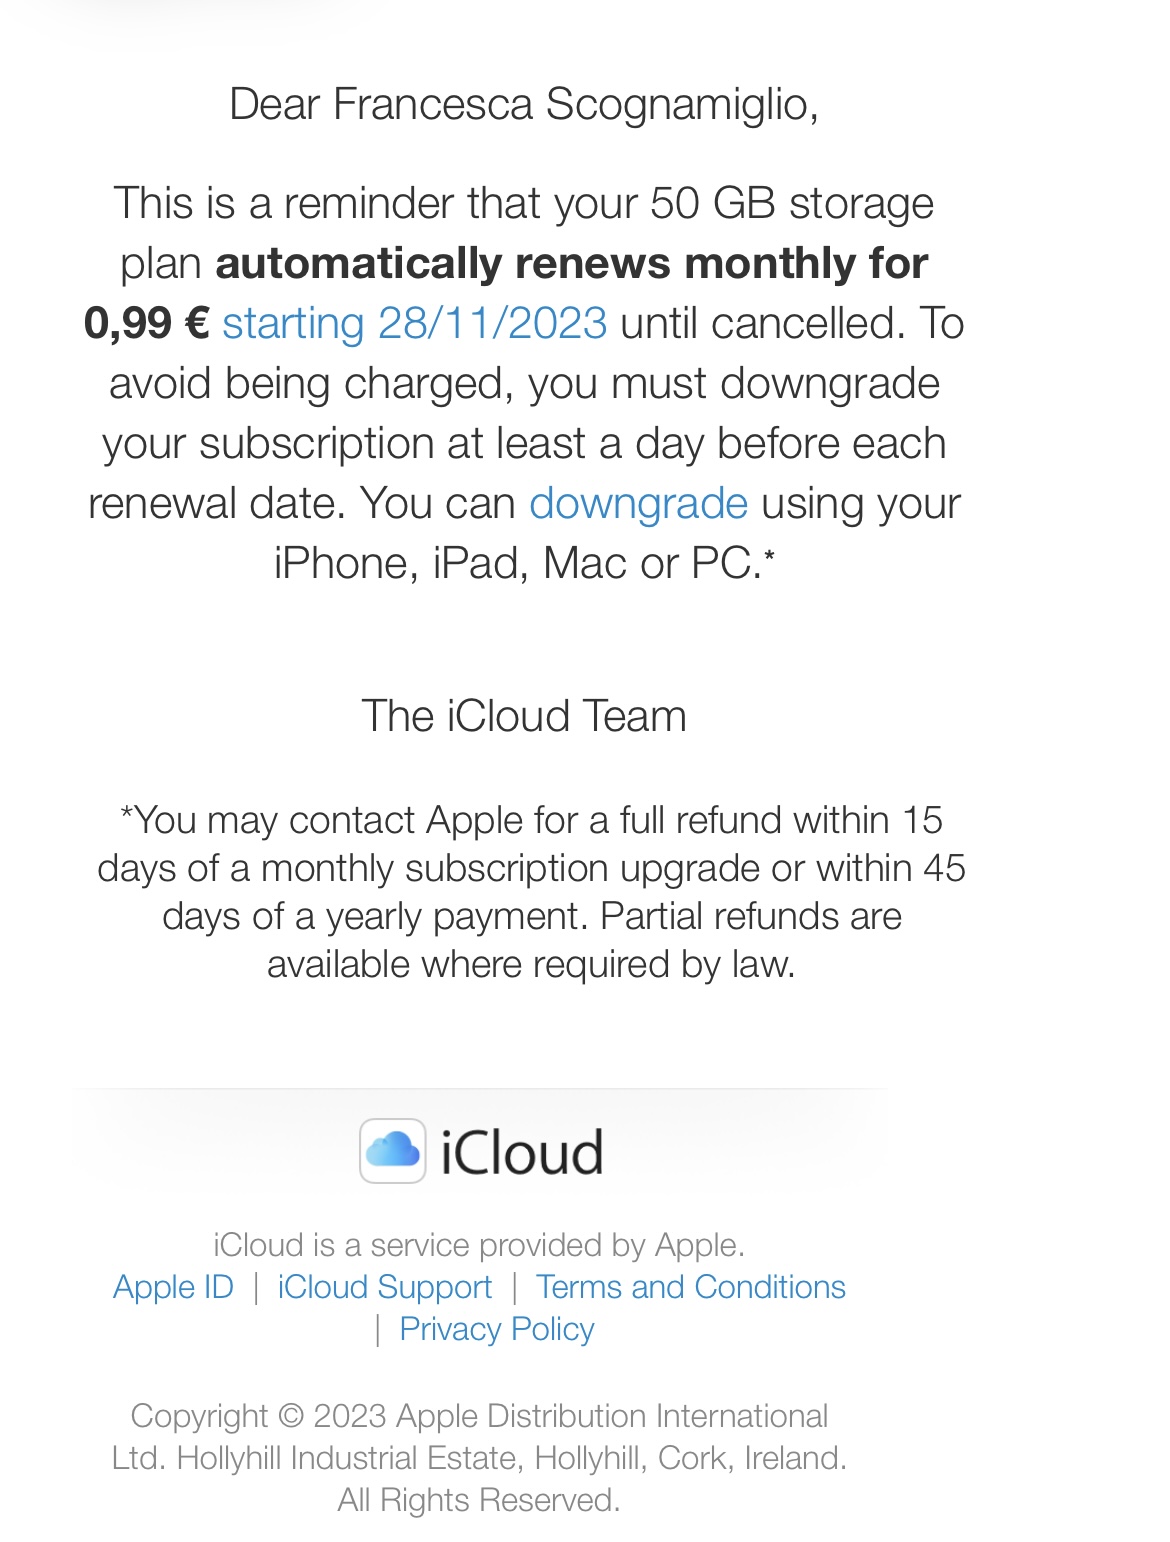 Dear Francesca Scognamiglio,
This is a reminder that your 50 GB storage
plan automatically renews monthly for
0,99 € starting 28/11/2023 until cancelled. To
avoid being charged, you must downgrade
your subscription at least a day before each
renewal date. You can downgrade using your
iPhone, iPad, Mac or PC.*
The iCloud Team
*You may contact Apple for a full refund within 15
days of a monthly subscription upgrade or within 45
days of a yearly payment. Partial refunds are
available where required by law.
iCloud
iCloud is a service provided by Apple.
Apple ID | iCloud Support | Terms and Conditions
| Privacy Policy
Copyright © 2023 Apple Distribution International
Ltd. Hollyhill Industrial Estate, Hollyhill, Cork, Ireland.
All Rights Reserved.